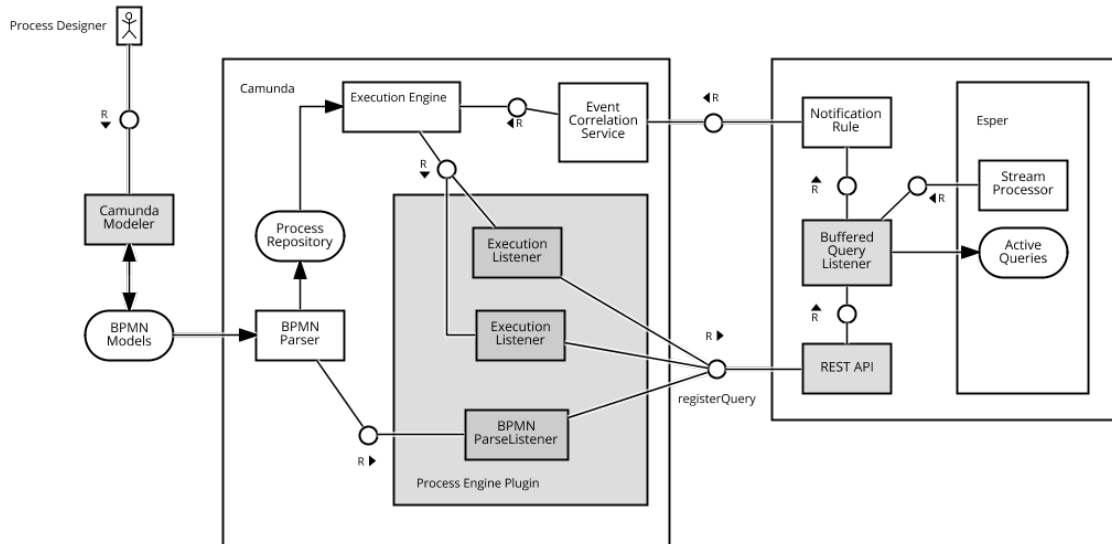 Process Designer
R
Camunda
Modeler
BPMN
Models
Camunda
Execution Engine
R
Event
Correlation
Service
R
Process
Repository
BPMN
Parser
R
Execution
Listener
Execution
Listener
BPMN
ParseListener
Process Engine Plugin
R
R
registerQuery
Notification
Rule
R
Buffered
Query
Listener
R
REST API
Esper
R
Stream
Processor
Active
Queries